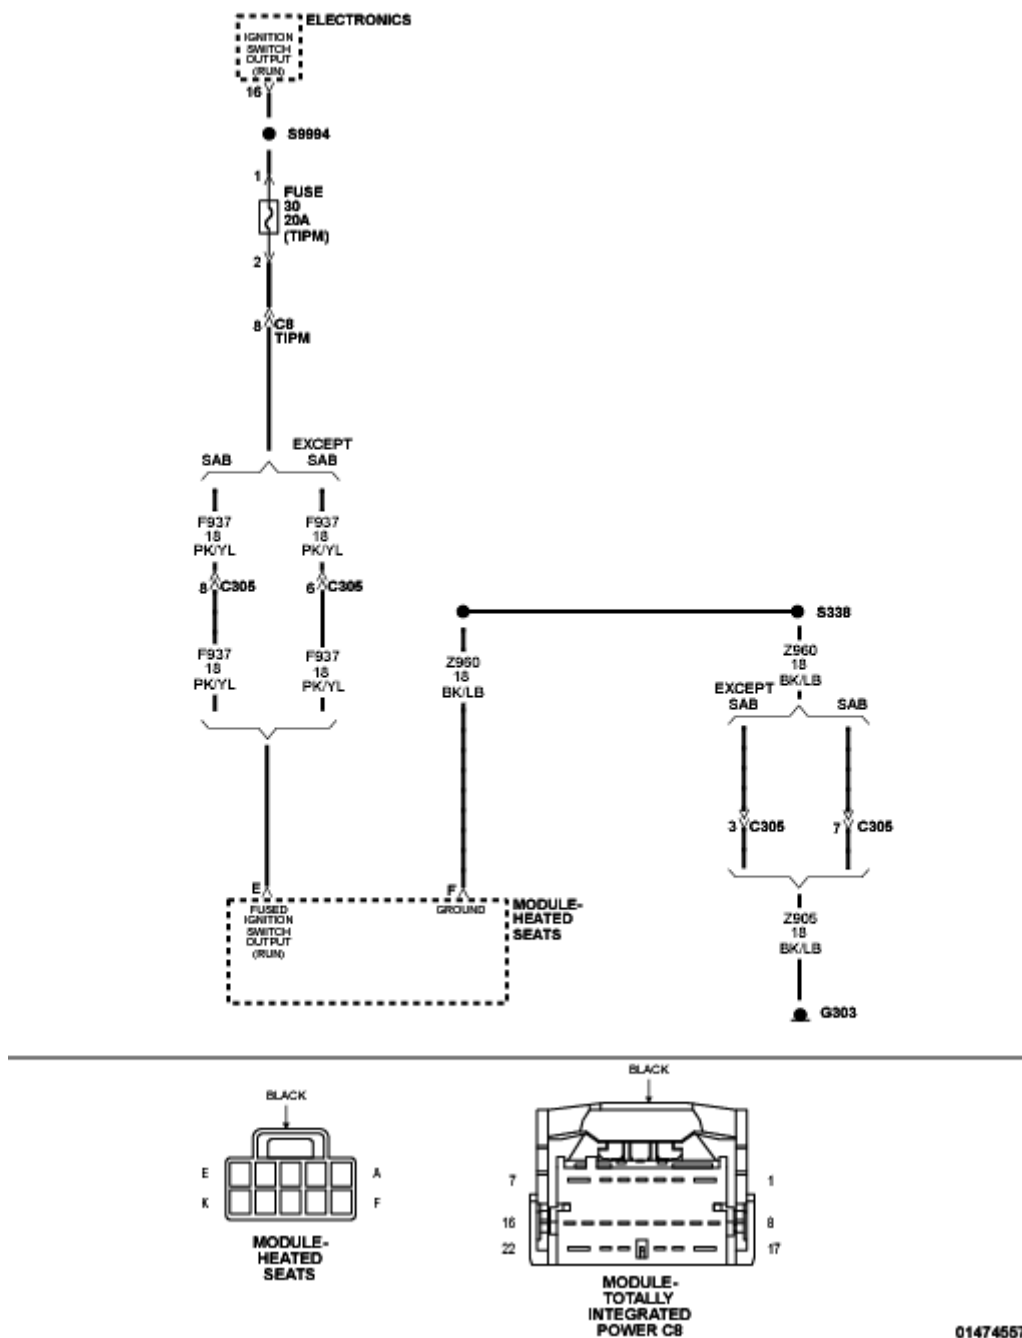 ELECTRONICS
IGNITION
SWITCH
OUTPUT
(RUN)
16
S9994
1
FUSE
30
20A
(TIPM)
2
8 C8
TIPM
SAB
EXCEPT
SAB
F937
18
PK/YL
F937
18
PK/YL
8 C305
6 C305
F937
18
PK/YL
F937
18
PK/YL
S338
Z960
18
BK/LB
Z960
18
BK/LB
EXCEPT
SAB
SAB
3 C305
7 C305
E
FUSED
IGNITION
SWITCH
OUTPUT
(RUN)
F
GROUND
MODULE-
HEATED
SEATS
Z905
18
BK/LB
G303
BLACK
E
A
K
F
MODULE-
HEATED
SEATS
BLACK
7
1
16
8
22
17
MODULE-
TOTALLY
INTEGRATED
POWER C8
01474557